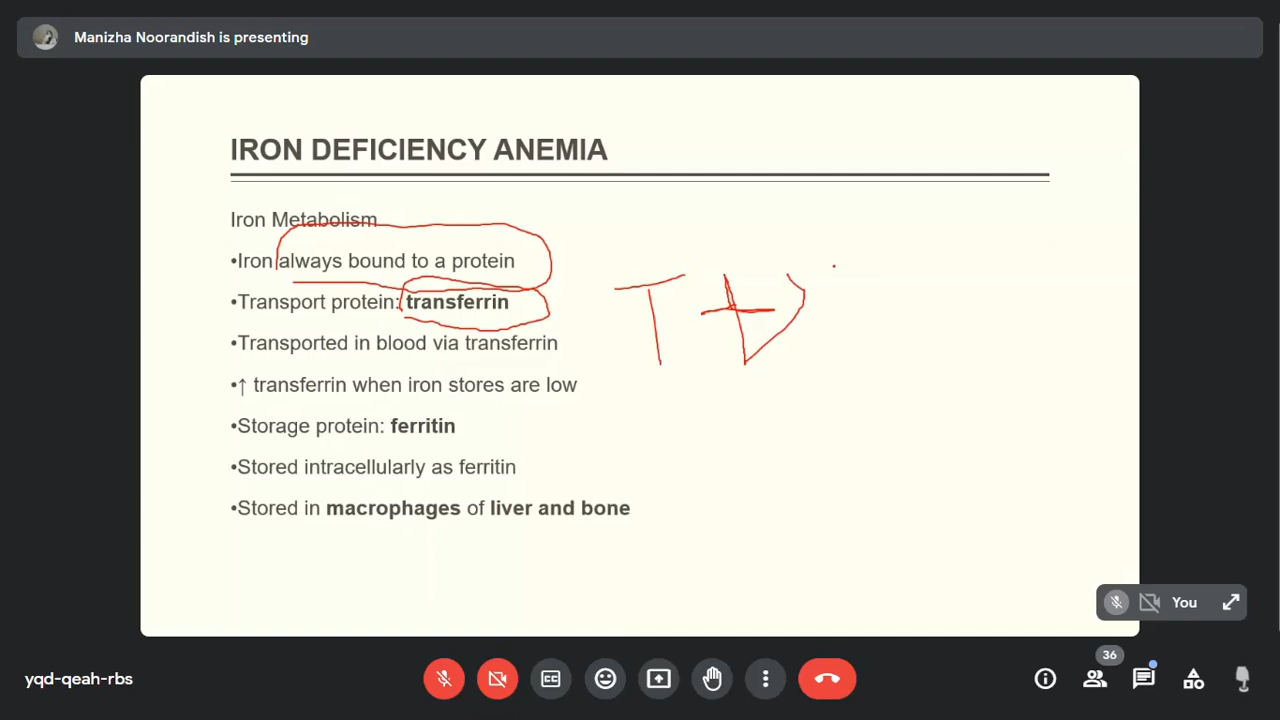 Manizha Noorandish is presenting
IRON DEFICIENCY ANEMIA
Iron Metabolism
•Iron always bound to a protein
•Transport protein: transferrin
•Transported in blood via transferrin
•↑ transferrin when iron stores are low
•Storage protein: ferritin
•Stored intracellularly as ferritin
•Stored in macrophages of liver and bone
You
36
yqd-qeah-rbs